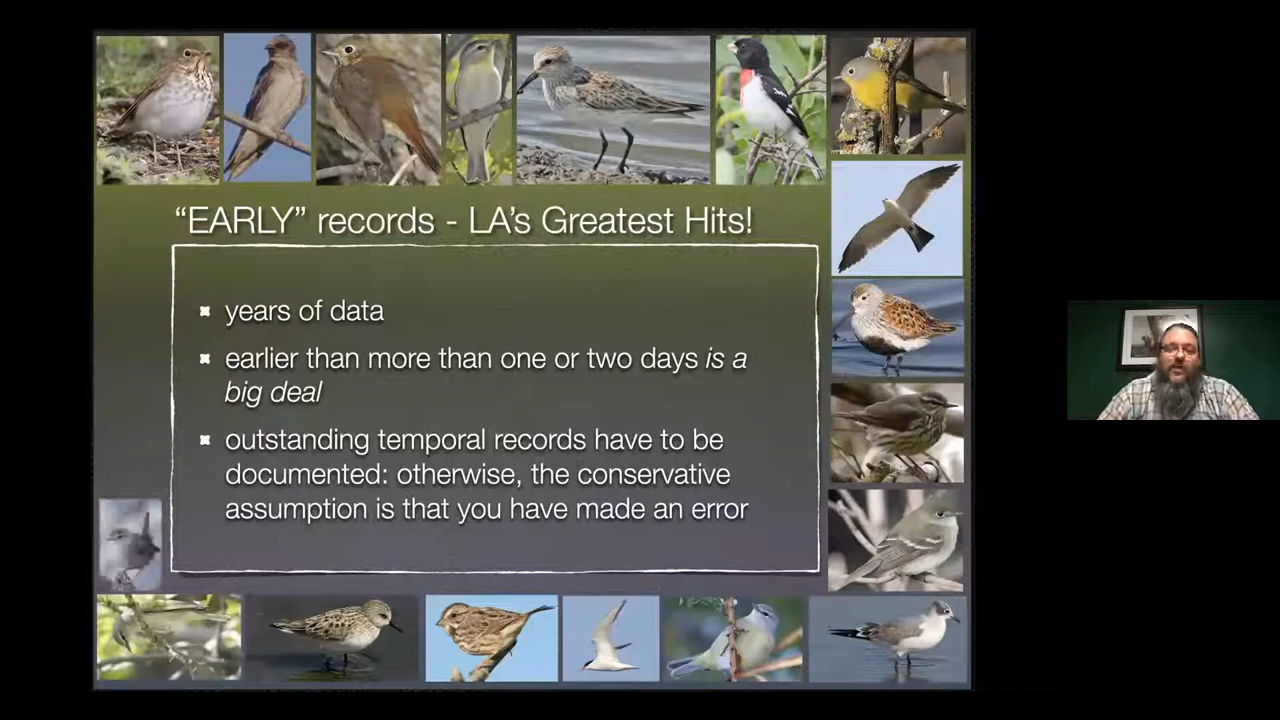 “EARLY” records - LA’s Greatest Hits!
years of data
earlier than more than one or two days is a
big deal
outstanding temporal records have to be
documented: otherwise, the conservative
assumption is that you have made an error